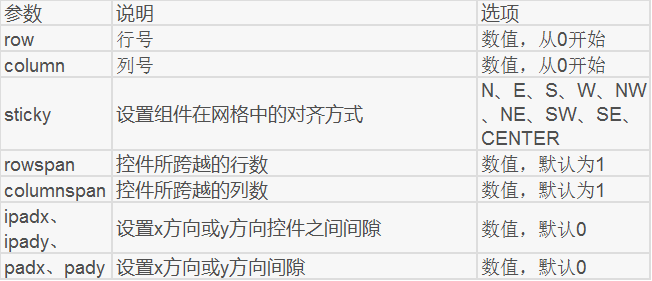 参数 说明 选项
row 行号 数值，从0开始
column 列号 数值，从0开始
sticky 设置组件在网格中的对齐方式 N、E、S、W、NW
、NE、SW、SE、
CENTER
rowspan 控件所跨越的行数 数值，默认为1
columnspan 控件所跨越的列数 数值，默认为1
ipadx、
ipady、 设置x方向或y方向控件之间间隙 数值，默认0
padx、pady 设置x方向或y方向间隙 数值，默认0